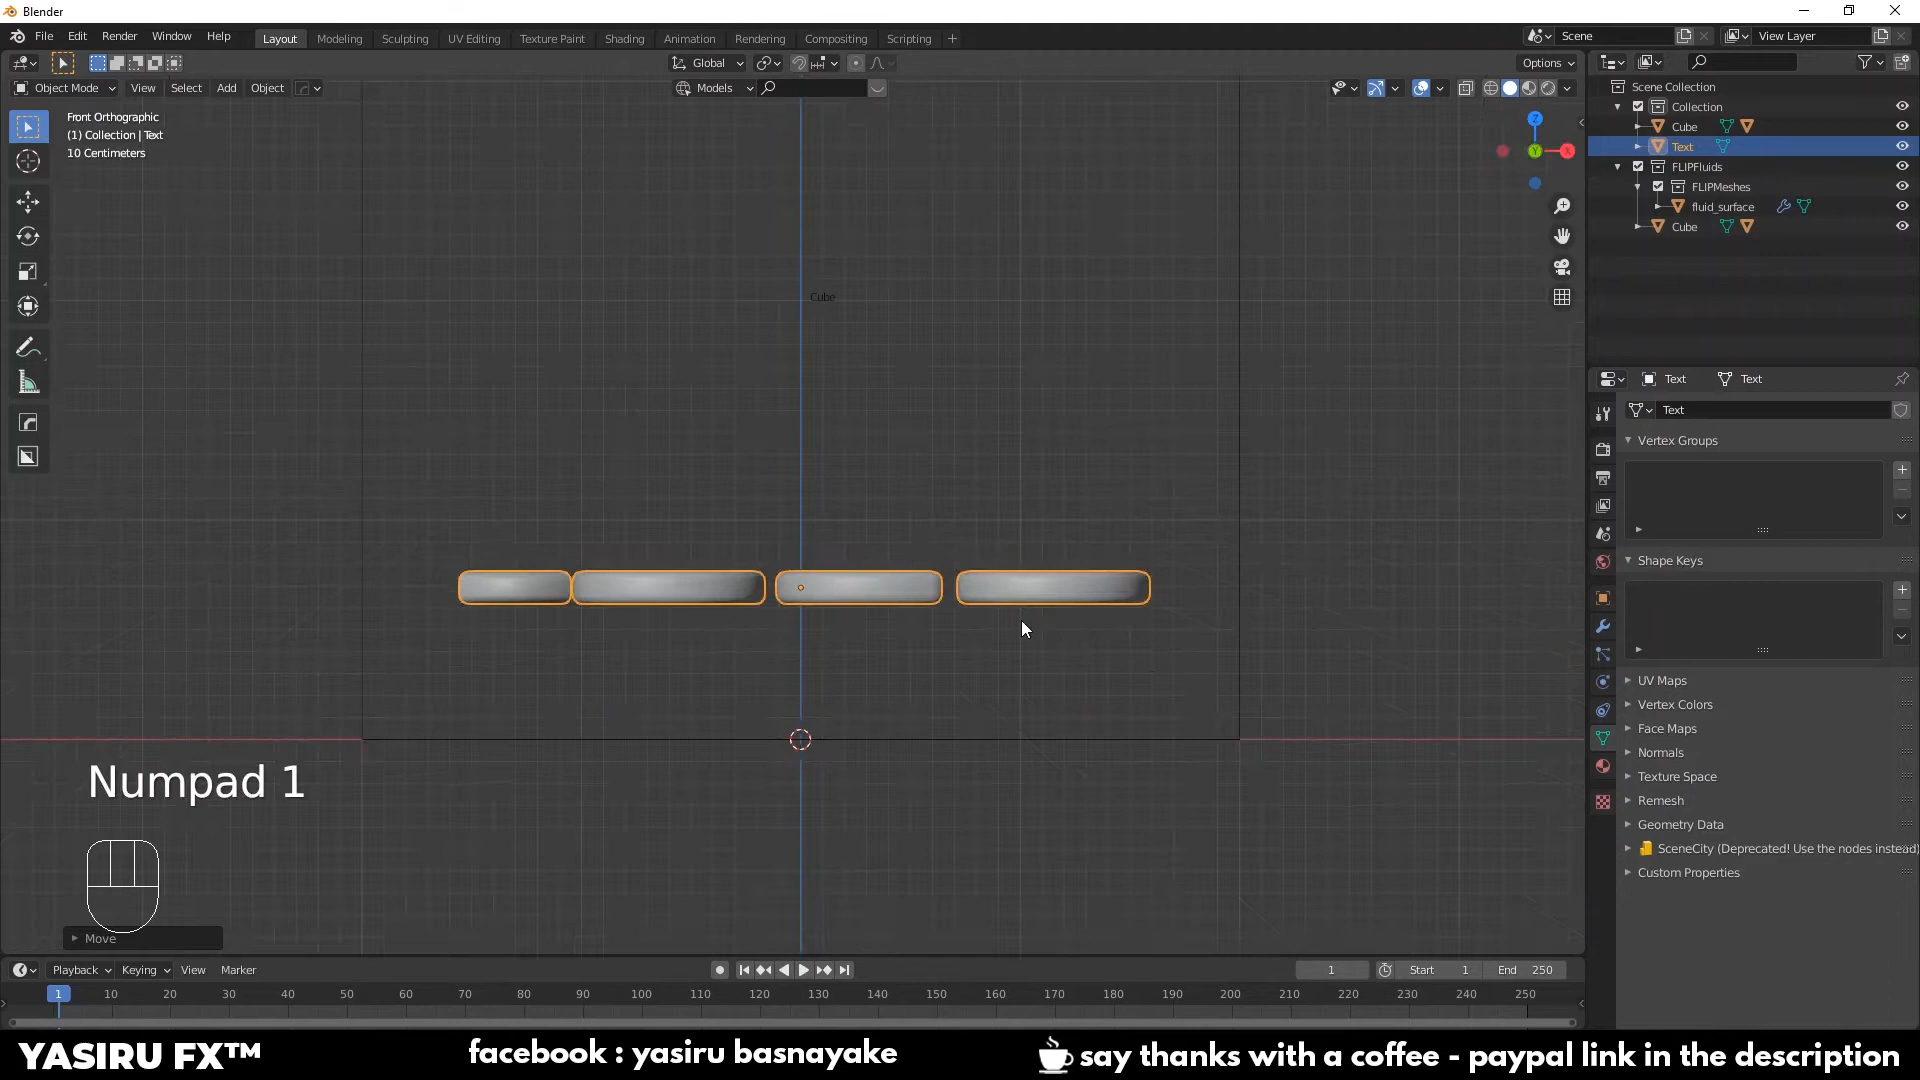 Blender
File Edit Render Window Help
Layout Modeling Sculpting UV Editing Texture Paint Shading Animation Rendering Compositing Scripting +
Scene
View Layer
Global
Options
Object Mode View Select Add Object
Models
Front Orthographic
(1) Collection | Text
10 Centimeters
Z
Y
X
Cube
Scene Collection
Collection
Cube
Text
FLIPFluids
FLIPMeshes
fluid_surface
Cube
Text Text
Text
Vertex Groups
Shape Keys
UV Maps
Vertex Colors
Face Maps
Normals
Texture Space
Remesh
Geometry Data
SceneCity (Deprecated! Use the nodes instead)
Custom Properties
Numpad 1
Move
Playback Keying View Marker
1 Start 1 End 250
1 10 20 30 40 50 60 70 80 90 100 110 120 130 140 150 160 170 180 190 200 210 220 230 240 250
YASIRU FX™ facebook : yasiru basnayake say thanks with a coffee - paypal link in the description